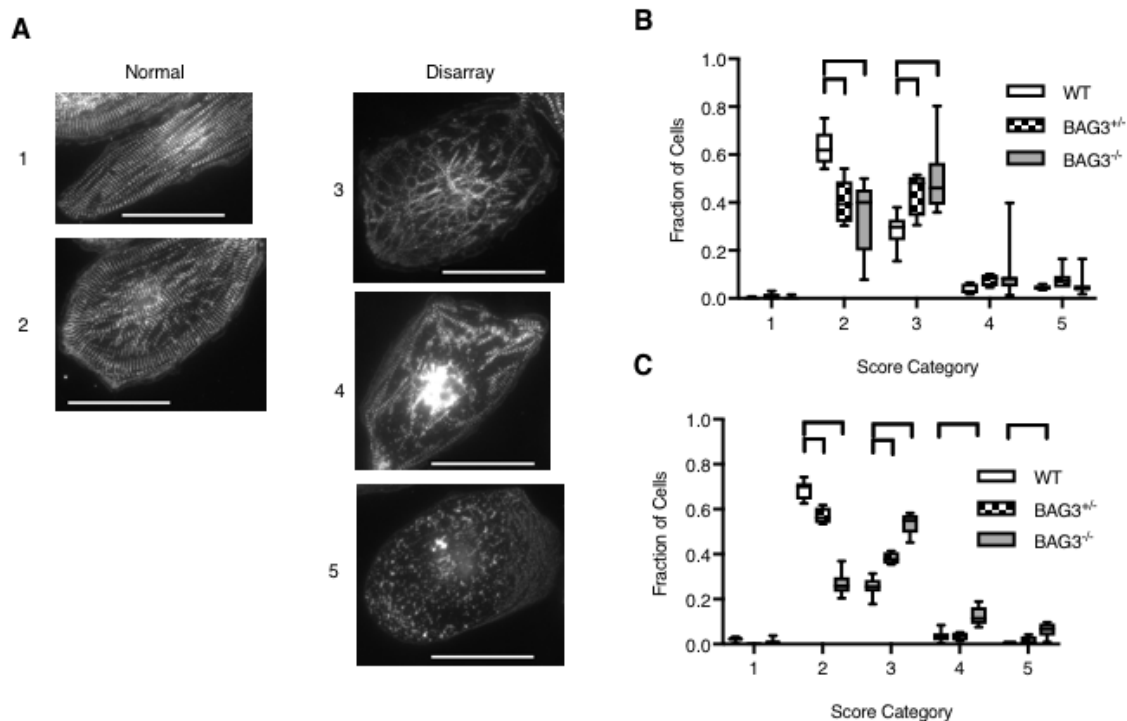 A
Normal
Disarray
1
2
3
4
5
B
1.0
0.8
0.6
0.4
0.2
0.0
Fraction of Cells
1 2 3 4 5
Score Category
WT
BAG3+/-
BAG3-/-
C
1.0
0.8
0.6
0.4
0.2
0.0
Fraction of Cells
1 2 3 4 5
Score Category
WT
BAG3+/-
BAG3-/-